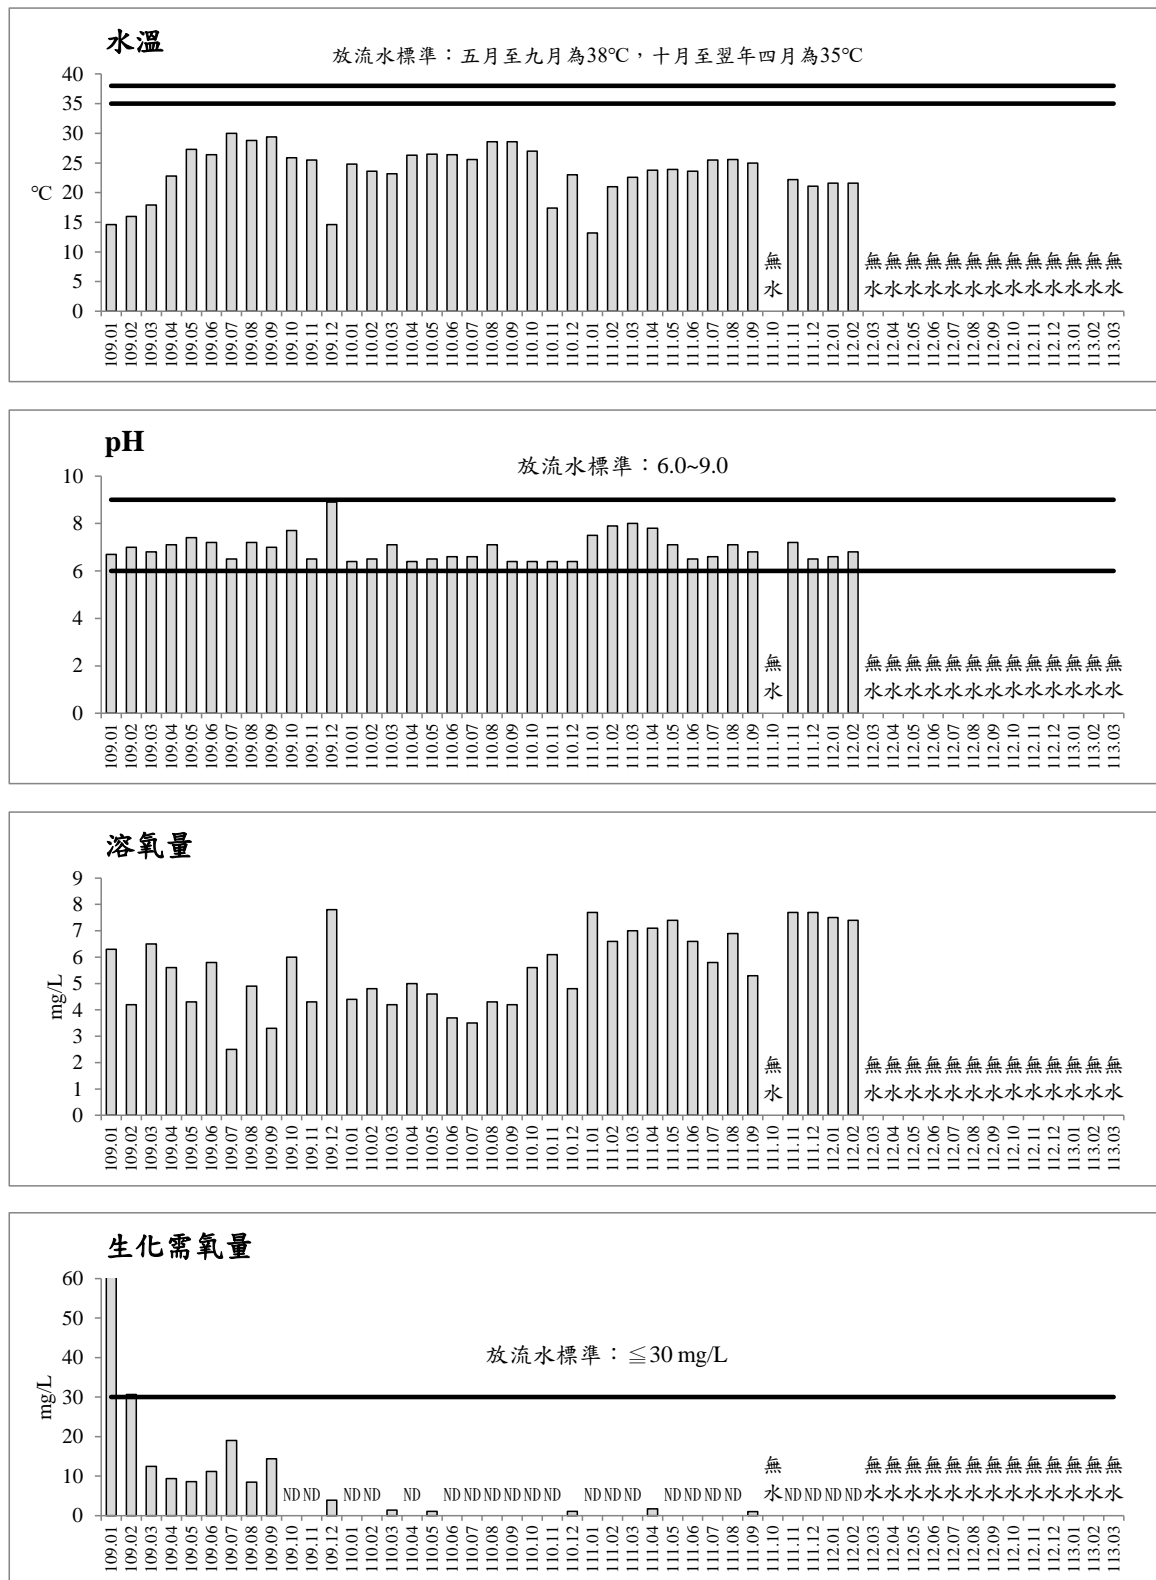 水溫
放流水標準：五月至九月為38℃，十月至翌年四月為35℃
40
35
30
25
20
15
10
5
0
℃
無 無 無 無 無 無 無 無 無 無 無 無 無 無
水 水 水 水 水 水 水 水 水 水 水 水 水 水
109.01 109.02 109.03 109.04 109.05 109.06 109.07 109.08 109.09 109.10 109.11 109.12 110.01 110.02 110.03 110.04 110.05 110.06 110.07 110.08 110.09 110.10 110.11 110.12 111.01 111.02 111.03 111.04 111.05 111.06 111.07 111.08 111.09 111.10 111.11 111.12 112.01 112.02 112.03 112.04 112.05 112.06 112.07 112.08 112.09 112.10 112.11 112.12 113.01 113.02 113.03
pH
放流水標準：6.0~9.0
10
8
6
4
2
0
無 無 無 無 無 無 無 無 無 無 無 無 無 無
水 水 水 水 水 水 水 水 水 水 水 水 水 水
109.01 109.02 109.03 109.04 109.05 109.06 109.07 109.08 109.09 109.10 109.11 109.12 110.01 110.02 110.03 110.04 110.05 110.06 110.07 110.08 110.09 110.10 110.11 110.12 111.01 111.02 111.03 111.04 111.05 111.06 111.07 111.08 111.09 111.10 111.11 111.12 112.01 112.02 112.03 112.04 112.05 112.06 112.07 112.08 112.09 112.10 112.11 112.12 113.01 113.02 113.03
溶氧量
9
8
7
6
5
4
3
2
1
0
mg/L
無 無 無 無 無 無 無 無 無 無 無 無 無 無
水 水 水 水 水 水 水 水 水 水 水 水 水 水
109.01 109.02 109.03 109.04 109.05 109.06 109.07 109.08 109.09 109.10 109.11 109.12 110.01 110.02 110.03 110.04 110.05 110.06 110.07 110.08 110.09 110.10 110.11 110.12 111.01 111.02 111.03 111.04 111.05 111.06 111.07 111.08 111.09 111.10 111.11 111.12 112.01 112.02 112.03 112.04 112.05 112.06 112.07 112.08 112.09 112.10 112.11 112.12 113.01 113.02 113.03
生化需氧量
放流水標準：≦30 mg/L
60
50
40
30
20
10
0
mg/L
無 無 無 無 無 無 無 無 無 無 無 無 無 無
水 水 水 水 水 水 水 水 水 水 水 水 水 水
ND ND ND ND ND ND ND ND ND ND ND ND ND ND ND ND ND ND ND ND ND ND
109.01 109.02 109.03 109.04 109.05 109.06 109.07 109.08 109.09 109.10 109.11 109.12 110.01 110.02 110.03 110.04 110.05 110.06 110.07 110.08 110.09 110.10 110.11 110.12 111.01 111.02 111.03 111.04 111.05 111.06 111.07 111.08 111.09 111.10 111.11 111.12 112.01 112.02 112.03 112.04 112.05 112.06 112.07 112.08 112.09 112.10 112.11 112.12 113.01 113.02 113.03